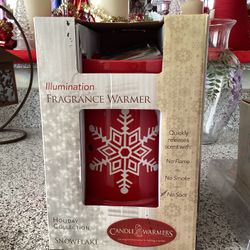 Illumination
FRAGRANCE WARMER
Quickly
releases
scent with:
No Flame
No Smoke
No Soot
HOLIDAY
COLLECTION
SNOWFLAKE
CANDLE WARMERS